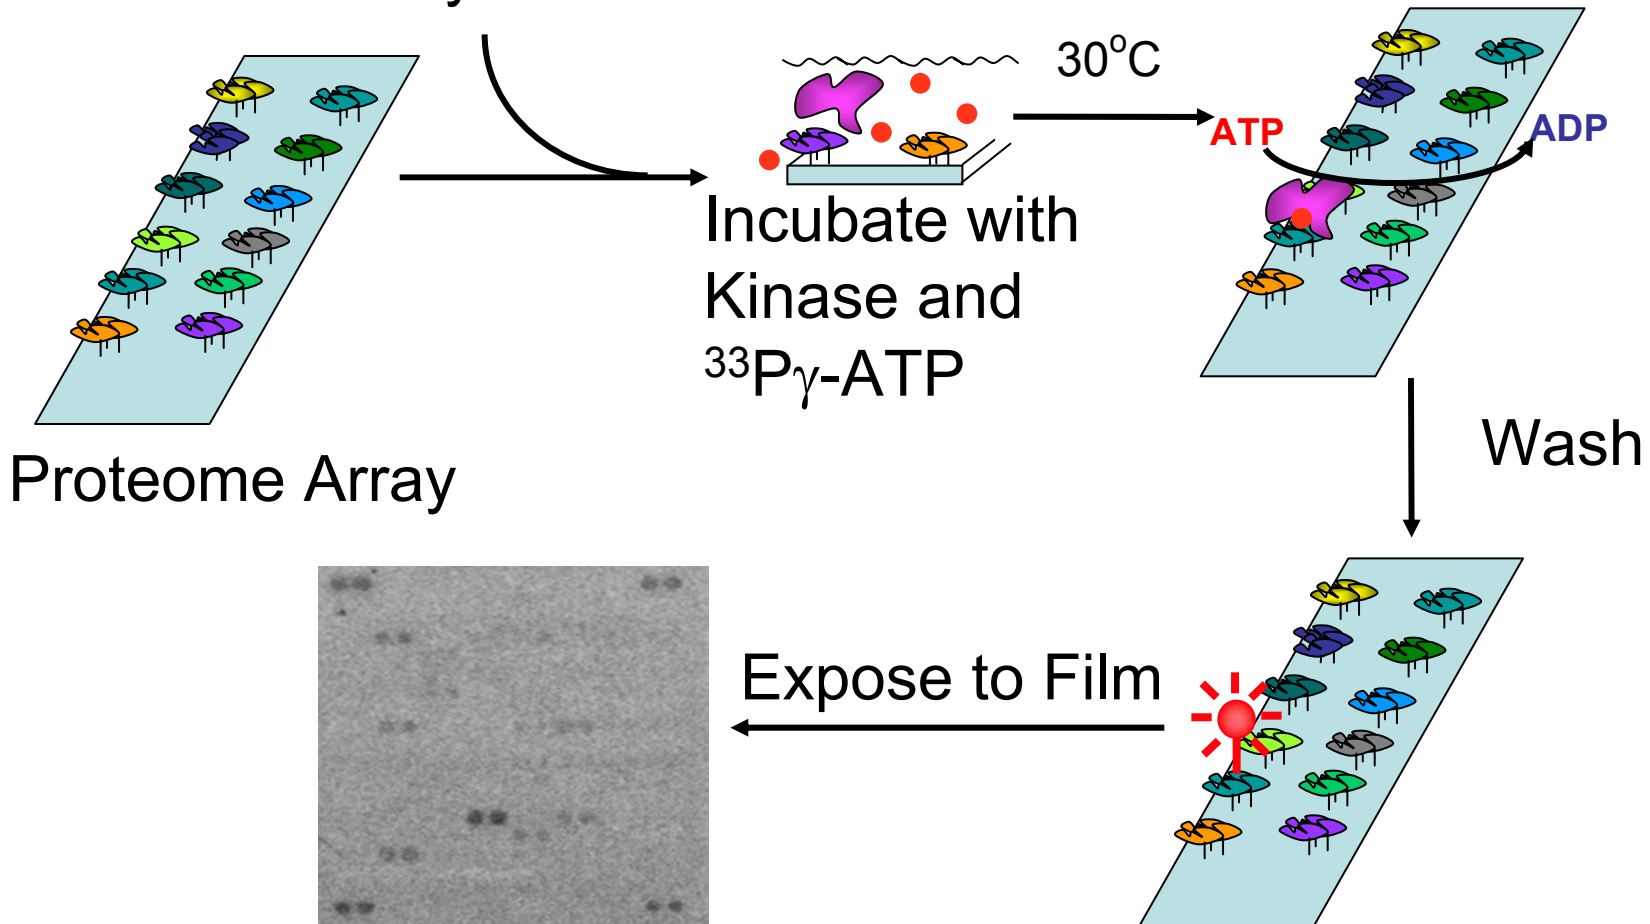 30°C
ATP
ADP
Incubate with
Kinase and
³³Pγ-ATP
Proteome Array
Wash
Expose to Film